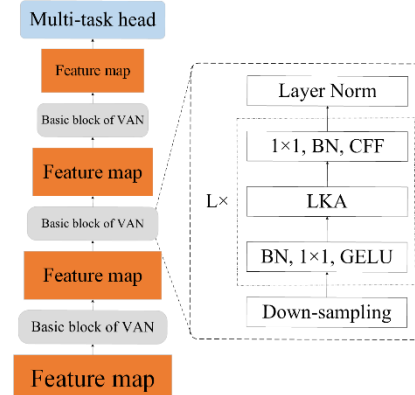 Multi-task head
Feature map
Basic block of VAN
Feature map
Basic block of VAN
Feature map
Basic block of VAN
Feature map
Layer Norm
1×1, BN, CFF
L×
LKA
BN, 1×1, GELU
Down-sampling